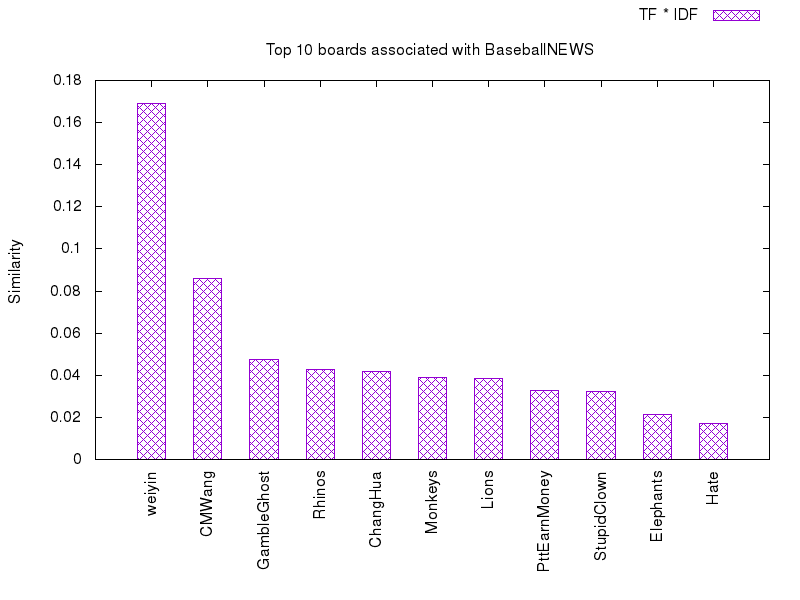 TF * IDF
Top 10 boards associated with BaseballNEWS
0.18
0.16
0.14
0.12
0.1
0.08
0.06
0.04
0.02
0
Similarity
weiyin
CMWang
GambleGhost
Rhinos
ChangHua
Monkeys
Lions
PttEarnMoney
StupidClown
Elephants
Hate